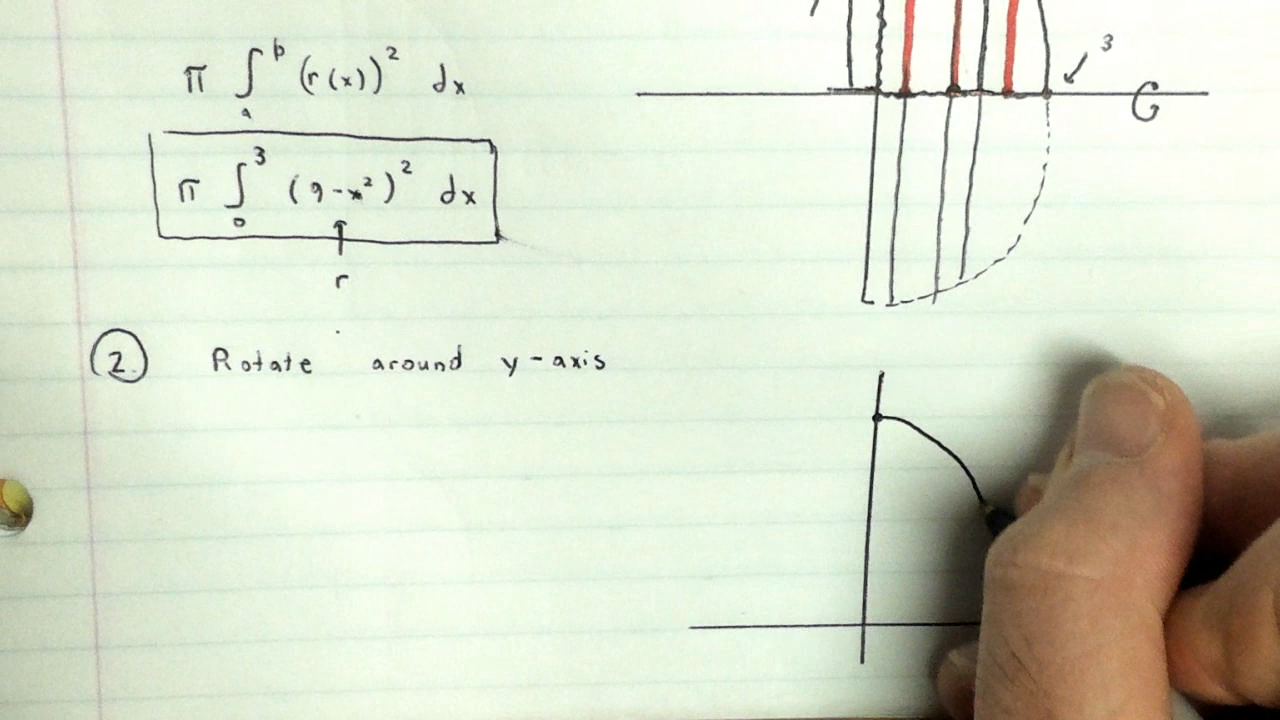 π ∫ₐᵇ (r(x))² dx
3
π ∫₀³ (9-x²)² dx
r
2. Rotate around y-axis